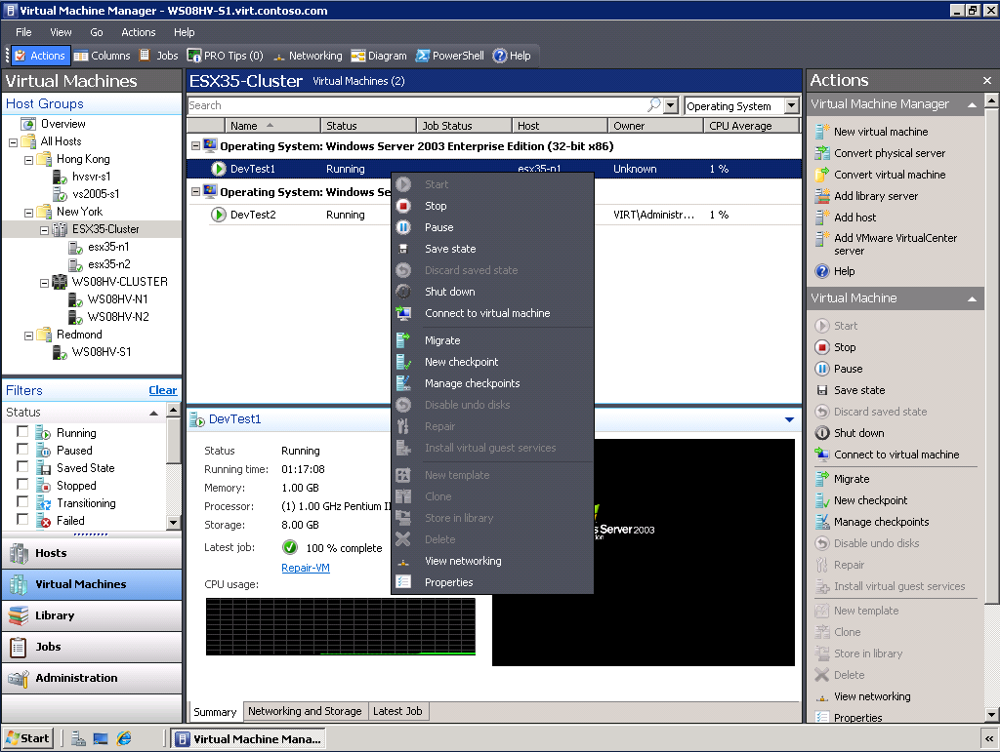 Virtual Machine Manager - WS08HV-S1.virt.contoso.com
File View Go Actions Help
Actions Columns Jobs PRO Tips (0) Networking Diagram PowerShell Help
Virtual Machines
Host Groups
Overview
All Hosts
Hong Kong
hvsvr-s1
vs2005-s1
New York
ESX35-Cluster
esx35-n1
esx35-n2
WS08HV-CLUSTER
WS08HV-N1
WS08HV-N2
Redmond
WS08HV-S1
Filters Clear
Status
Running
Paused
Saved State
Stopped
Transitioning
Failed
Hosts
Virtual Machines
Library
Jobs
Administration
ESX35-Cluster Virtual Machines (2)
Search Operating System
Name Status Job Status Host Owner CPU Average
Operating System: Windows Server 2003 Enterprise Edition (32-bit x86)
DevTest1 Running esx35-n1 Unknown 1 %
Operating System: Windows Se
DevTest2 Running VIRT\Administr... 1 %
Start
Stop
Pause
Save state
Discard saved state
Shut down
Connect to virtual machine
Migrate
New checkpoint
Manage checkpoints
Disable undo disks
Repair
Install virtual guest services
New template
Clone
Store in library
Delete
View networking
Properties
DevTest1
Status Running
Running time: 01:17:08
Memory: 1.00 GB
Processor: (1) 1.00 GHz Pentium II
Storage: 8.00 GB
Latest job: 100 % complete
Repair-VM
CPU usage:
s Server 2003
Summary Networking and Storage Latest Job
Actions
Virtual Machine Manager
New virtual machine
Convert physical server
Convert virtual machine
Add library server
Add host
Add VMware VirtualCenter
server
Help
Virtual Machine
Start
Stop
Pause
Save state
Discard saved state
Shut down
Connect to virtual machine
Migrate
New checkpoint
Manage checkpoints
Disable undo disks
Repair
Install virtual guest services
New template
Clone
Store in library
Delete
View networking
Properties
Start Virtual Machine Mana...